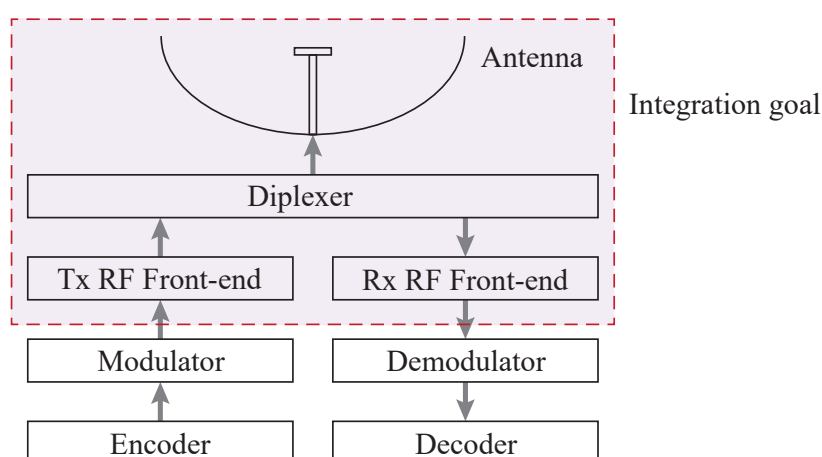 Antenna
Integration goal
Diplexer
Tx RF Front-end
Rx RF Front-end
Modulator
Demodulator
Encoder
Decoder